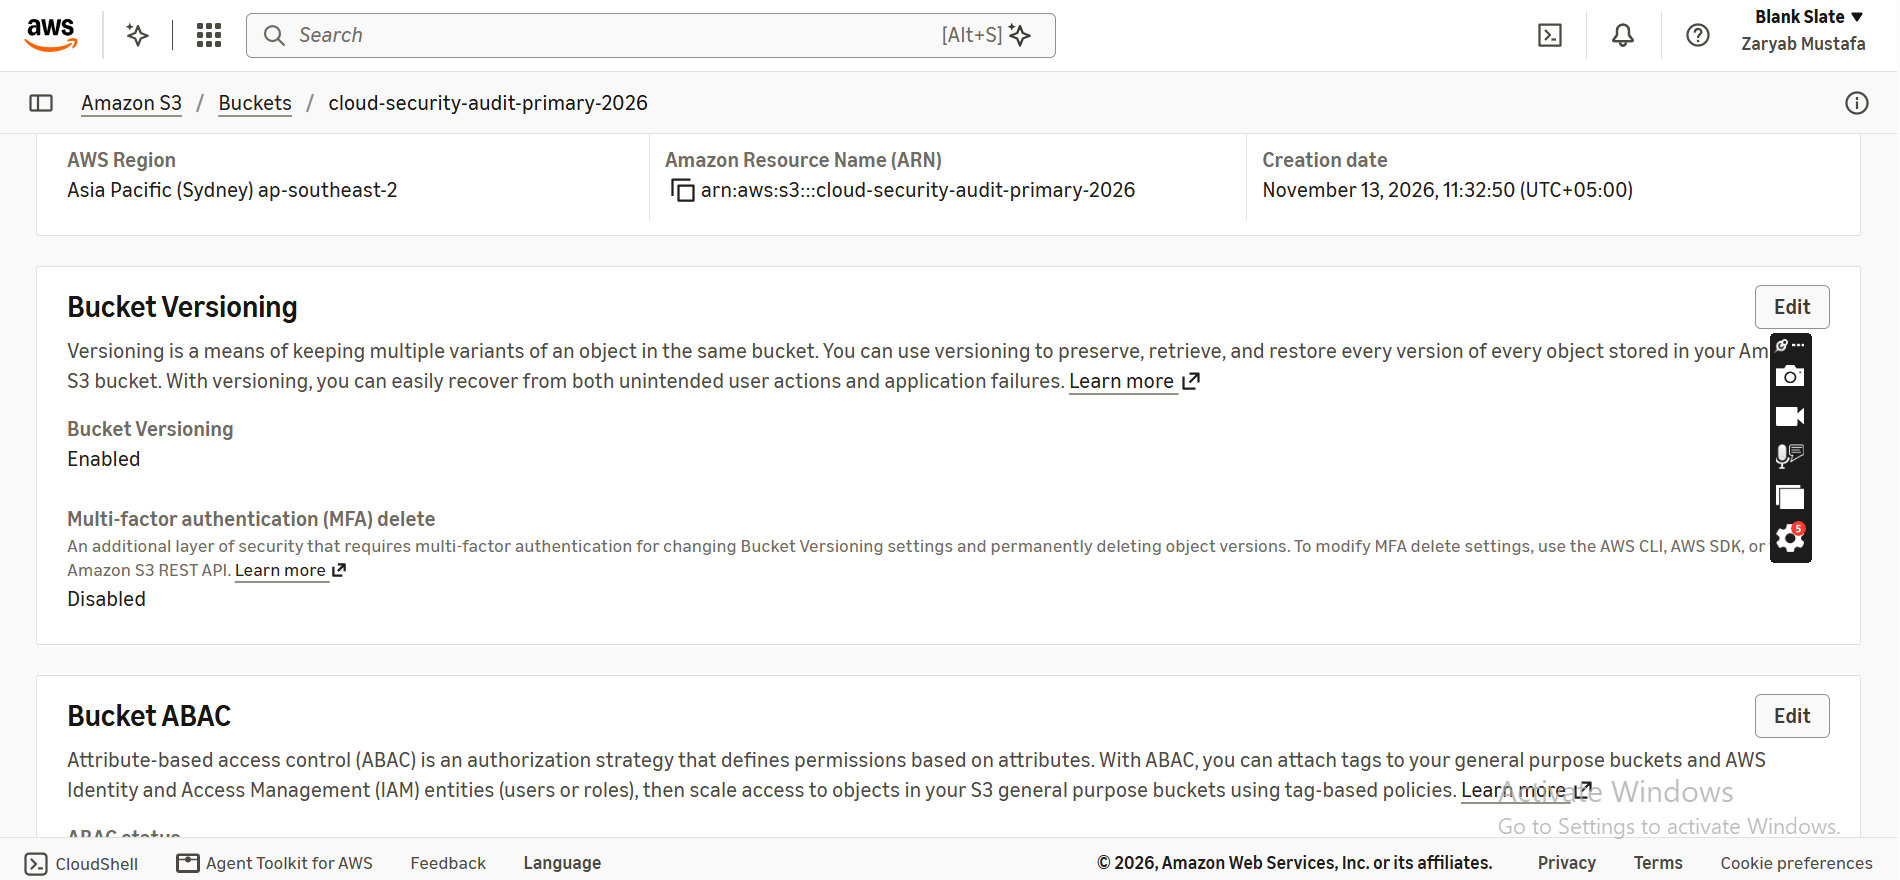 aws
Search [Alt+S]
Blank Slate
Zaryab Mustafa
Amazon S3 / Buckets / cloud-security-audit-primary-2026
AWS Region
Asia Pacific (Sydney) ap-southeast-2
Amazon Resource Name (ARN)
arn:aws:s3:::cloud-security-audit-primary-2026
Creation date
November 13, 2026, 11:32:50 (UTC+05:00)
Bucket Versioning
Edit
Versioning is a means of keeping multiple variants of an object in the same bucket. You can use versioning to preserve, retrieve, and restore every version of every object stored in your Am
S3 bucket. With versioning, you can easily recover from both unintended user actions and application failures. Learn more
Bucket Versioning
Enabled
Multi-factor authentication (MFA) delete
An additional layer of security that requires multi-factor authentication for changing Bucket Versioning settings and permanently deleting object versions. To modify MFA delete settings, use the AWS CLI, AWS SDK, or
Amazon S3 REST API. Learn more
Disabled
5
Bucket ABAC
Edit
Attribute-based access control (ABAC) is an authorization strategy that defines permissions based on attributes. With ABAC, you can attach tags to your general purpose buckets and AWS
Identity and Access Management (IAM) entities (users or roles), then scale access to objects in your S3 general purpose buckets using tag-based policies. Learn more
ABAC status
Activate Windows
Go to Settings to activate Windows.
CloudShell
Agent Toolkit for AWS
Feedback
Language
© 2026, Amazon Web Services, Inc. or its affiliates.
Privacy
Terms
Cookie preferences